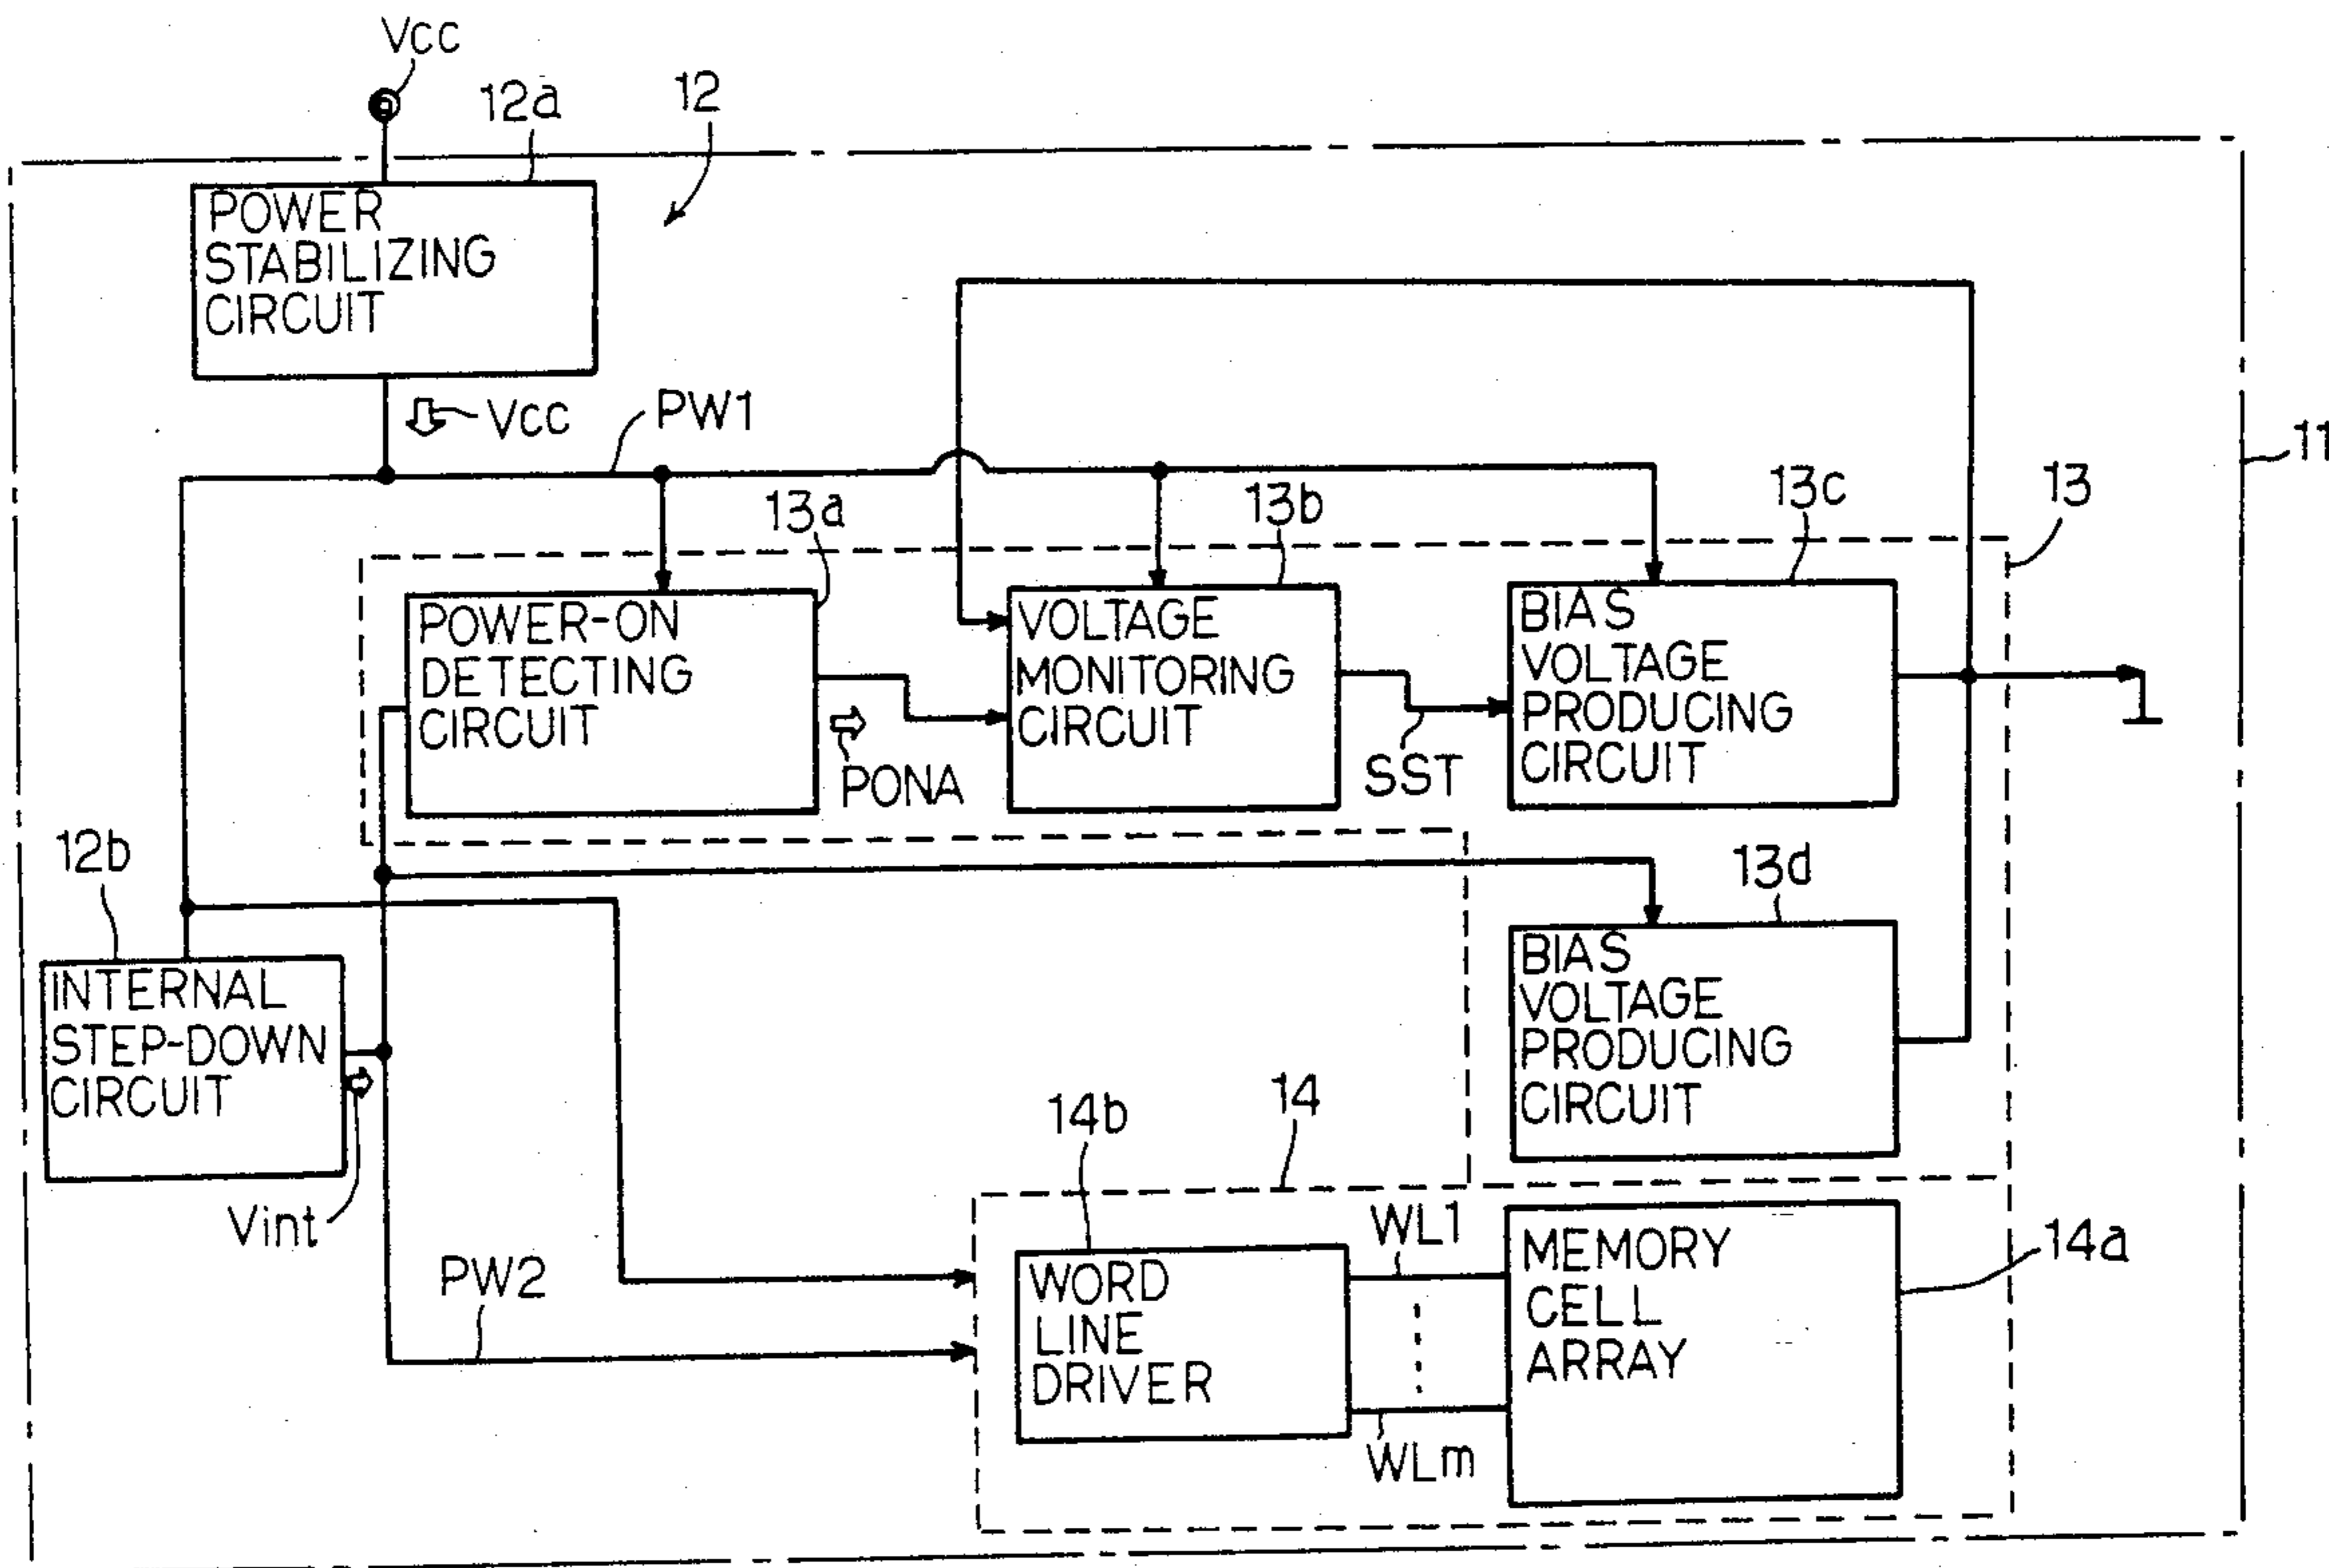 Vcc
12a
12
POWER
STABILIZING
CIRCUIT
Vcc
PW1
11
13a
13b
13c
13
POWER-ON
DETECTING
CIRCUIT
VOLTAGE
MONITORING
CIRCUIT
BIAS
VOLTAGE
PRODUCING
CIRCUIT
PONA
SST
12b
13d
INTERNAL
STEP-DOWN
CIRCUIT
BIAS
VOLTAGE
PRODUCING
CIRCUIT
14b
14
Vint
PW2
WL1
14a
WORD
LINE
DRIVER
MEMORY
CELL
ARRAY
WLm